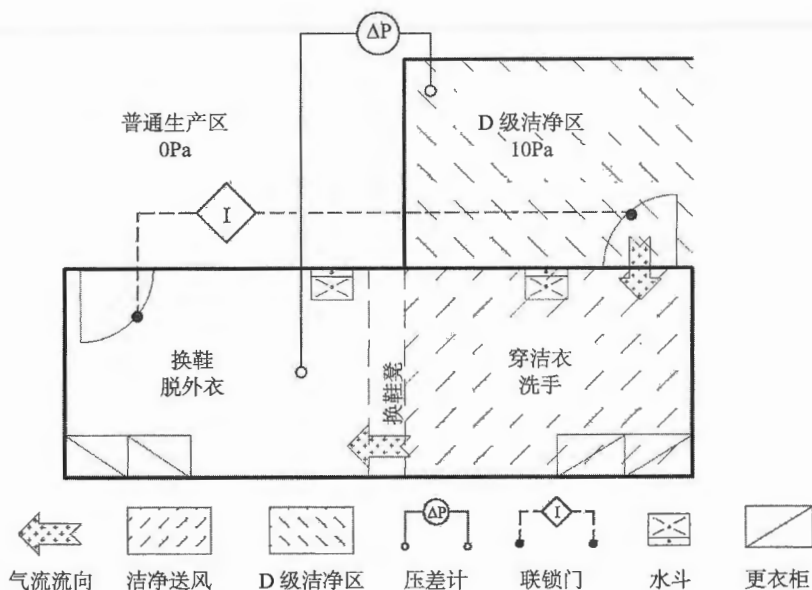 ΔP
普通生产区
0Pa
D 级洁净区
10Pa
I
换鞋
脱外衣
换鞋凳
穿洁衣
洗手
ΔP
I
气流流向
洁净送风
D 级洁净区
压差计
联锁门
水斗
更衣柜